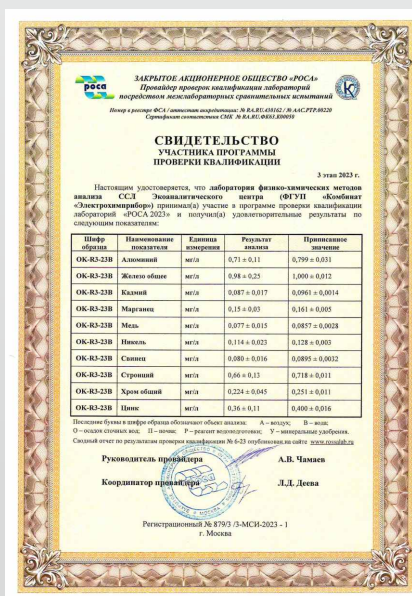 роса
ЗАКРЫТОЕ АКЦИОНЕРНОЕ ОБЩЕСТВО «РОСА»
Провайдер проверок квалификации лабораторий
посредством межлабораторных сравнительных испытаний
Номер в реестре ФСА / аттестат аккредитации: № RA.RU.430162 / № ААС.РТР.00220
Сертификат соответствия СМК № RA.RU.ФК63.К00050
СВИДЕТЕЛЬСТВО
УЧАСТНИКА ПРОГРАММЫ
ПРОВЕРКИ КВАЛИФИКАЦИИ
3 этап 2023 г.
Настоящим удостоверяется, что лаборатория физико-химических методов
анализа ССЛ Экоаналитического центра (ФГУП «Комбинат
«Электрохимприбор») принимал(а) участие в программе проверки квалификации
лабораторий «РОСА 2023» и получил(а) удовлетворительные результаты по
следующим показателям:
Шифр образца Наименование показателя Единица измерения Результат анализа Приписанное значение
OK-R3-23B Алюминий мг/л 0,71 ± 0,11 0,799 ± 0,031
OK-R3-23B Железо общее мг/л 0,98 ± 0,25 1,000 ± 0,012
OK-R3-23B Кадмий мг/л 0,087 ± 0,017 0,0961 ± 0,0014
OK-R3-23B Марганец мг/л 0,15 ± 0,03 0,161 ± 0,005
OK-R3-23B Медь мг/л 0,077 ± 0,015 0,0857 ± 0,0028
OK-R3-23B Никель мг/л 0,114 ± 0,023 0,128 ± 0,003
OK-R3-23B Свинец мг/л 0,080 ± 0,016 0,0895 ± 0,0032
OK-R3-23B Стронций мг/л 0,66 ± 0,13 0,718 ± 0,011
OK-R3-23B Хром общий мг/л 0,224 ± 0,045 0,251 ± 0,011
OK-R3-23B Цинк мг/л 0,36 ± 0,11 0,400 ± 0,016
Последние буквы в шифре образца обозначают объект анализа: А – воздух; В – вода;
О – осадок сточных вод; П – почва; Р – реагент водоподготовки; У – минеральные удобрения.
Сводный отчет по результатам проверки квалификации № 6-23 опубликован на сайте www.rossalab.ru
Руководитель провайдера А.В. Чамаев
Координатор провайдера Л.Д. Деева
Регистрационный № 879/3 /3-МСИ-2023 - 1
г. Москва